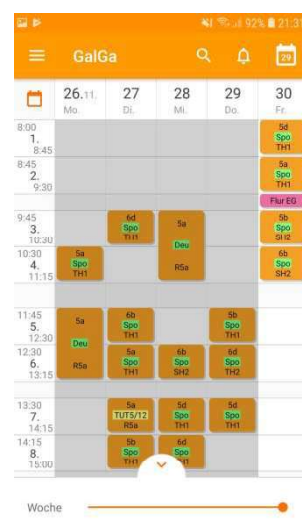 92% 21:31
GalGa
29
26.11. 27 28 29 30
Mo. Di. Mi. Do. Fr.
8:00
1.
8:45
5d
Spo
TH1
8:45
2.
9:30
5a
Spo
TH1
Flur EG
9:45
3.
10:30
6d
Spo
TH1
5a
Deu
R5a
5b
Spo
SH2
10:30
4.
11:15
5a
Spo
TH1
6b
Spo
SH2
11:45
5.
12:30
5a
Deu
R5a
6b
Spo
TH1
5b
Spo
TH1
12:30
6.
13:15
5a
Spo
TH1
6b
Spo
SH2
6d
Spo
TH2
13:30
7.
14:15
5a
TUT5/12
R5a
5d
Spo
TH1
5d
Spo
TH1
14:15
8.
15:00
5b
Spo
TH1
6d
Spo
Woche